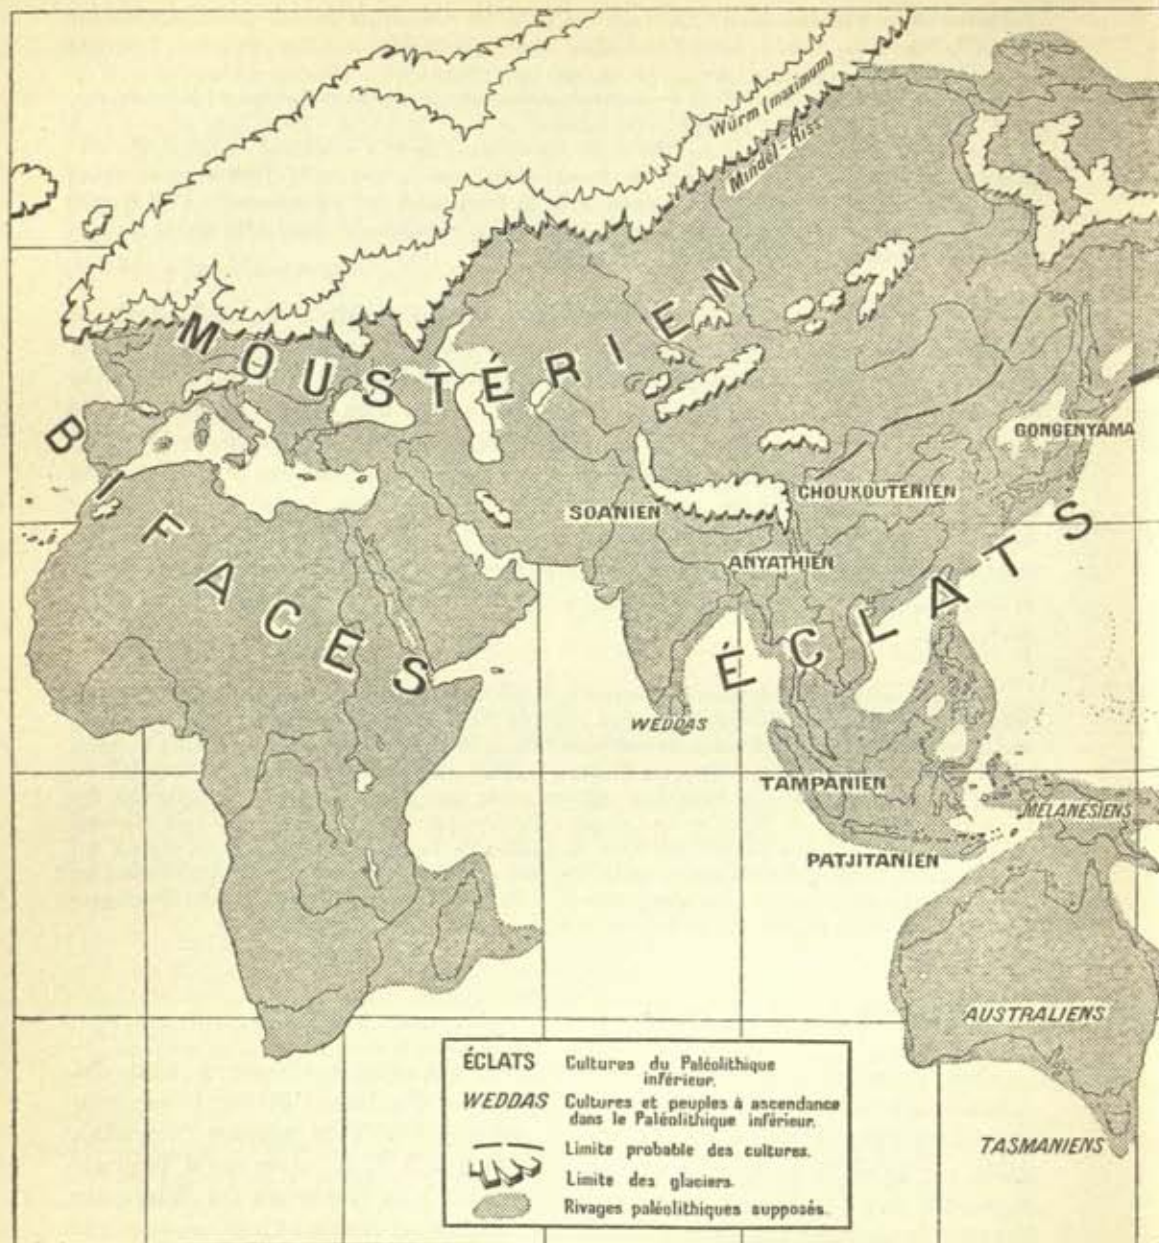 Würm (maximum)
Mindel-Riss
MOUSTÉRIEN
BIFACES
GONGENYAMA
CHOUKOUTENIEN
SOANIEN
ANYATHIEN
ÉCLATS
WEDDAS
TAMPANIEN
MÉLANÉSIENS
PATJITANIEN
AUSTRALIENS
TASMANIENS
ÉCLATS Cultures du Paléolithique
inférieur.
WEDDAS Cultures et peuples à ascendance
dans le Paléolithique inférieur.
Limite probable des cultures.
Limite des glaciers.
Rivages paléolithiques supposés.